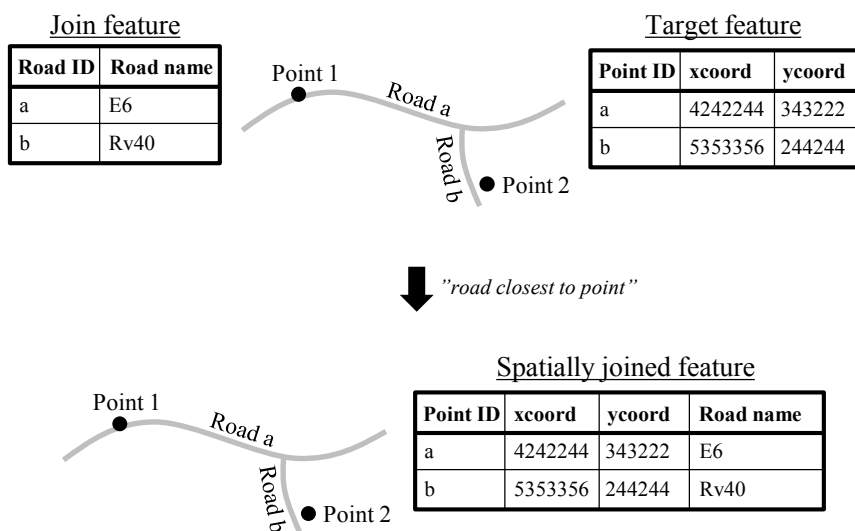 Join feature
Road ID Road name
a E6
b Rv40
Point 1
Road a
Road b
Point 2
Target feature
Point ID xcoord ycoord
a 4242244 343222
b 5353356 244244
”road closest to point”
Spatially joined feature
Point ID xcoord ycoord Road name
a 4242244 343222 E6
b 5353356 244244 Rv40
Point 1
Road a
Road b
Point 2